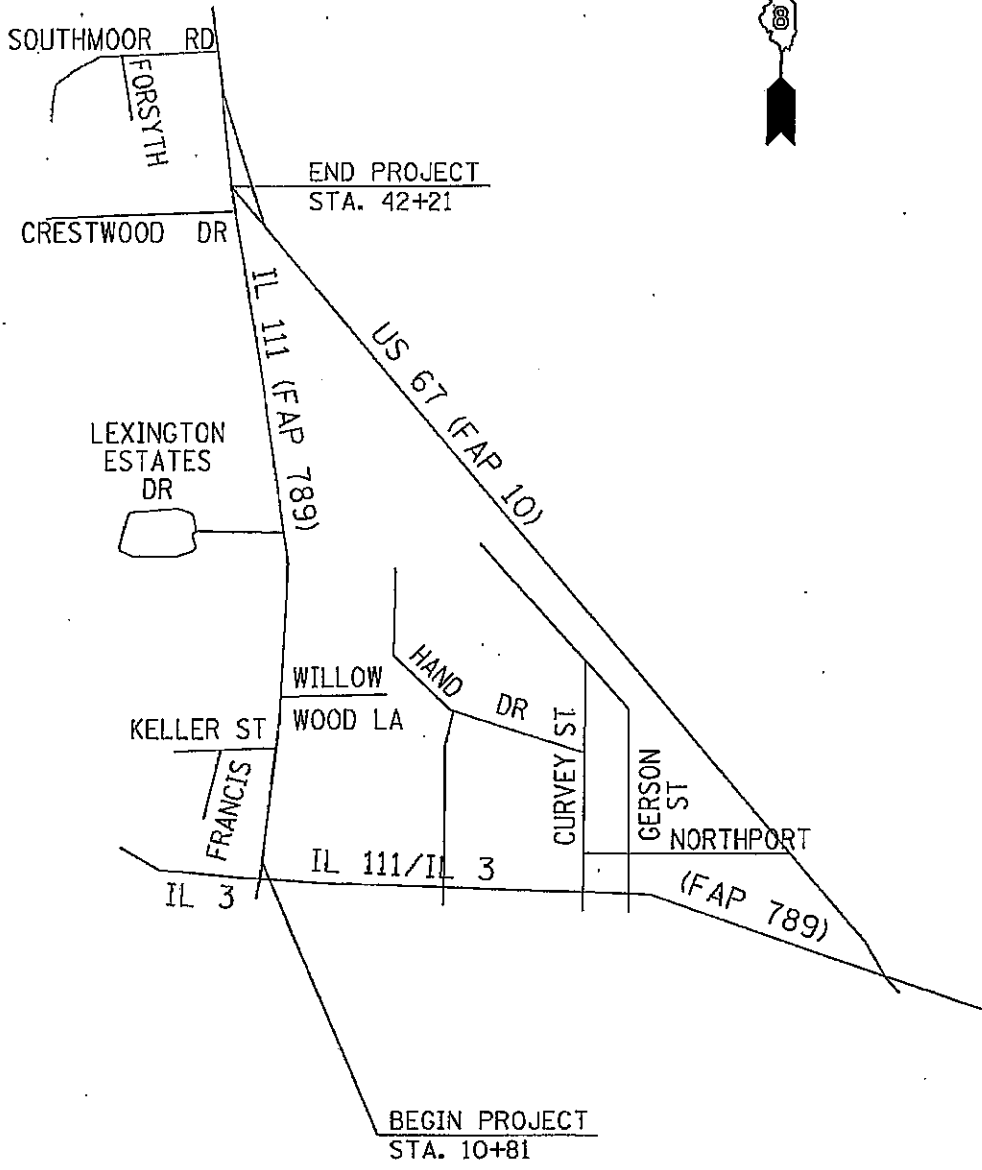 8
SOUTHMOOR RD
FORSYTH
END PROJECT
STA. 42+21
CRESTWOOD DR
IL 111 (FAP 789)
US 67 (FAP 10)
LEXINGTON
ESTATES
DR
HAND DR
WILLOW
WOOD LA
KELLER ST
FRANCIS
CURVEY ST
GERSON
ST
NORTHPORT
IL 111/IL 3
IL 3
(FAP 789)
BEGIN PROJECT
STA. 10+81